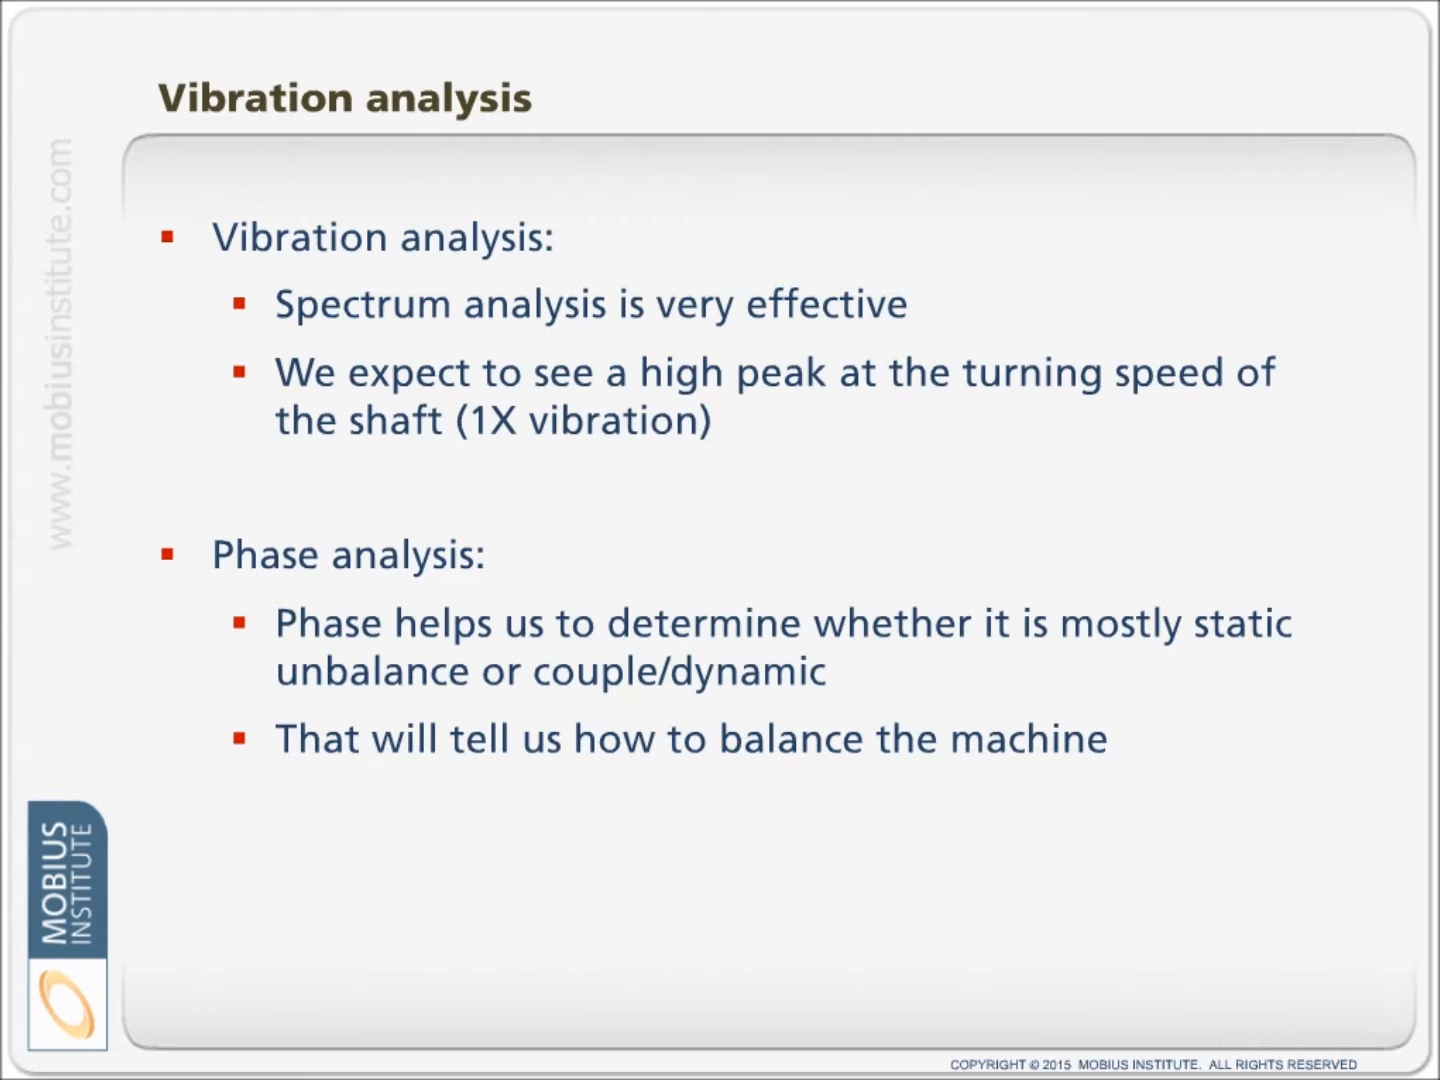 Vibration analysis
www.mobiusinstitute.com
Vibration analysis:
Spectrum analysis is very effective
We expect to see a high peak at the turning speed of
the shaft (1X vibration)
Phase analysis:
Phase helps us to determine whether it is mostly static
unbalance or couple/dynamic
That will tell us how to balance the machine
MOBIUS
INSTITUTE
COPYRIGHT © 2015 MOBIUS INSTITUTE. ALL RIGHTS RESERVED